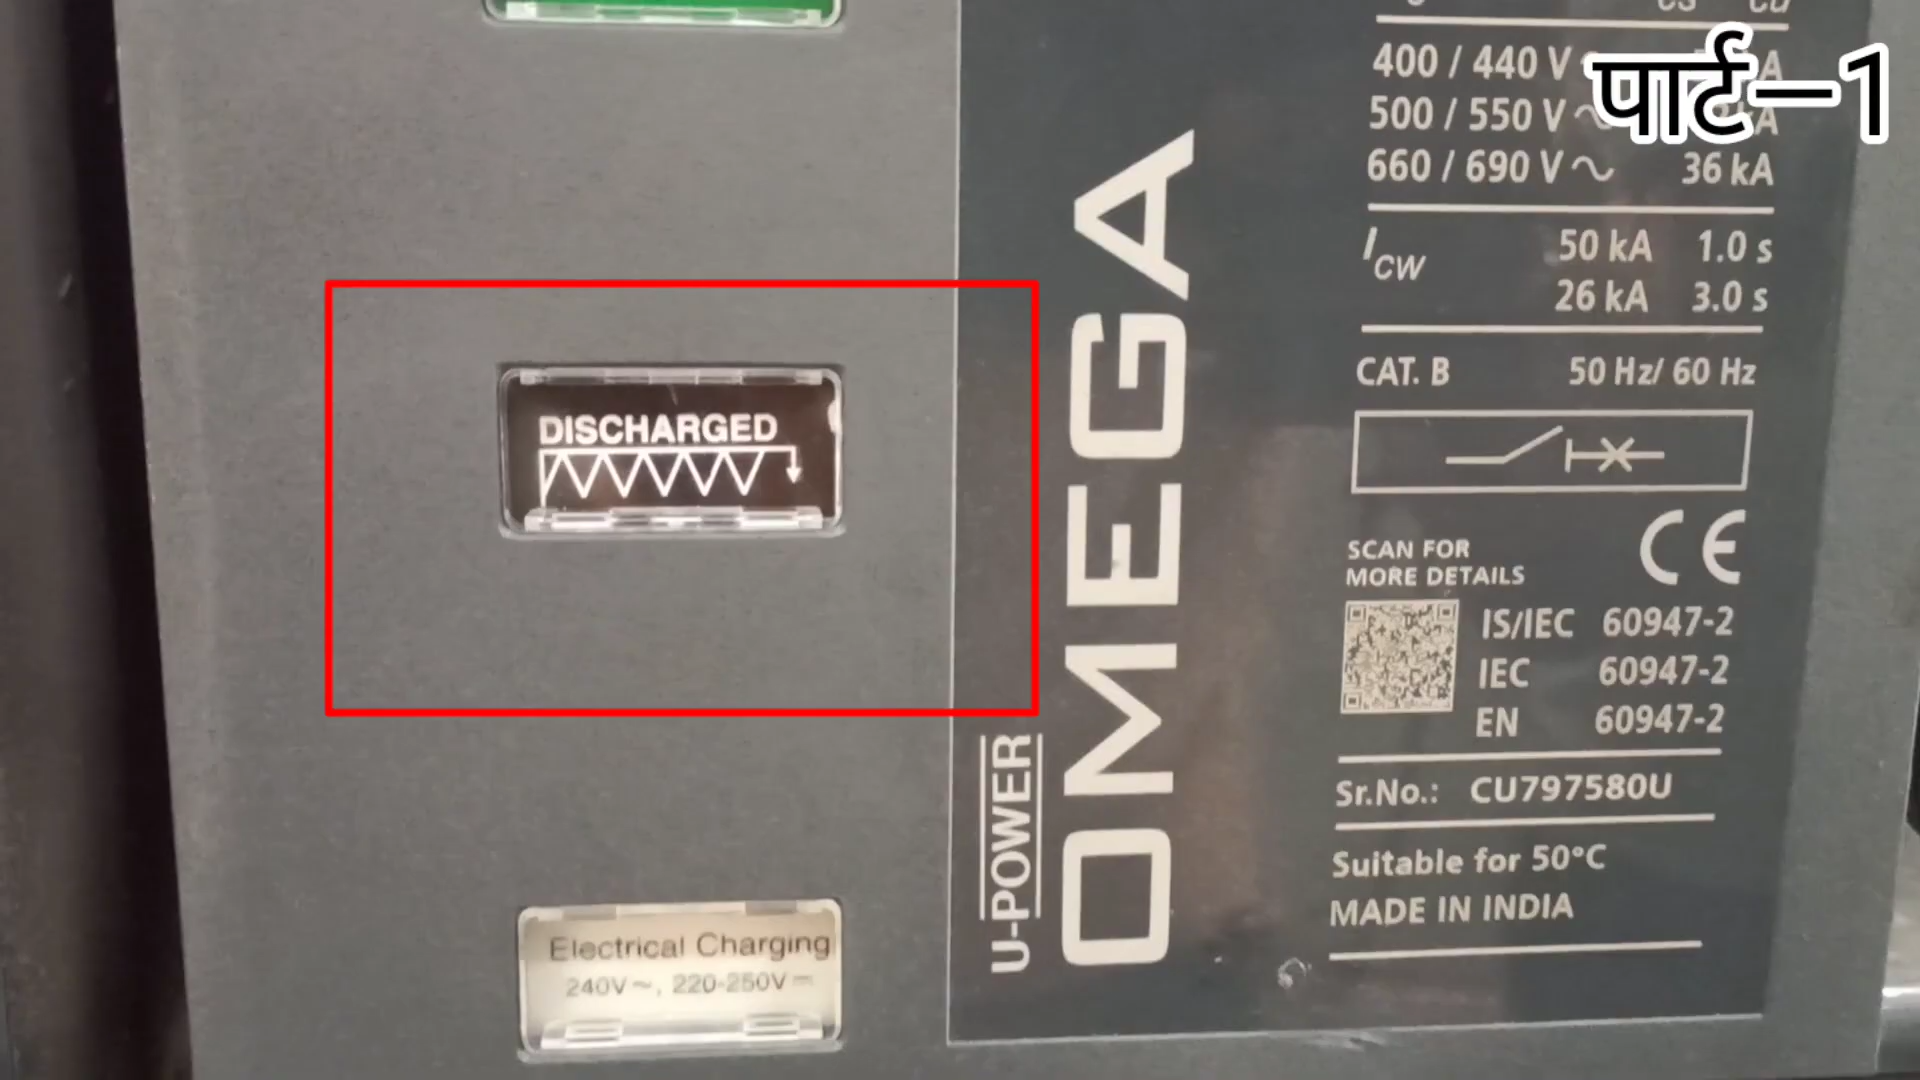 पार्ट–1
400 / 440 V
500 / 550 V ~
660 / 690 V ~ 36 kA
Icw 50 kA 1.0 s
26 kA 3.0 s
CAT. B 50 Hz/ 60 Hz
DISCHARGED
SCAN FOR
MORE DETAILS
CE
IS/IEC 60947-2
IEC 60947-2
EN 60947-2
Sr.No.: CU797580U
Suitable for 50°C
MADE IN INDIA
U-POWER
OMEGA
Electrical Charging
240V ~, 220-250V ⎓